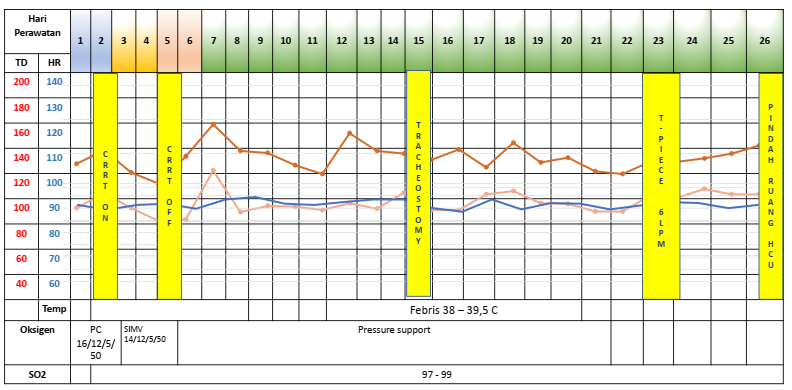 Hari
Perawatan
1 2 3 4 5 6 7 8 9 10 11 12 13 14 15 16 17 18 19 20 21 22 23 24 25 26
TD HR
200 140
180 130
160 120
140 110
120 100
100 90
80 80
60 70
40 60
CRRT ON
CRRT OFF
TRACHEOSTOMY
T-PIECE 6LPM
PINDAH RUANG HCU
Temp Febris 38 – 39,5 C
Oksigen
PC
16/12/5/
50
SIMV
14/12/5/50
Pressure support
SO2 97 - 99